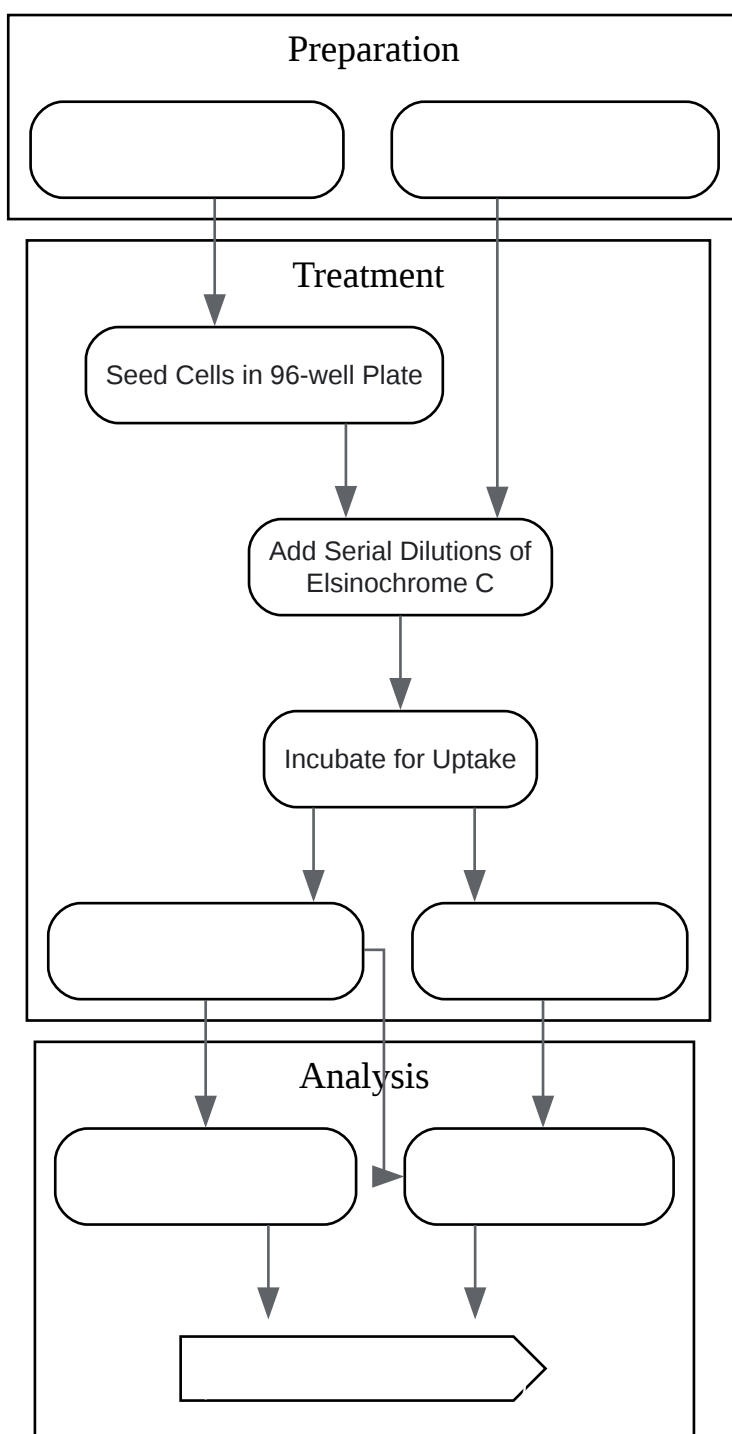 Preparation
Treatment
Seed Cells in 96-well Plate
Add Serial Dilutions of
Elsinochrome C
Incubate for Uptake
Analysis